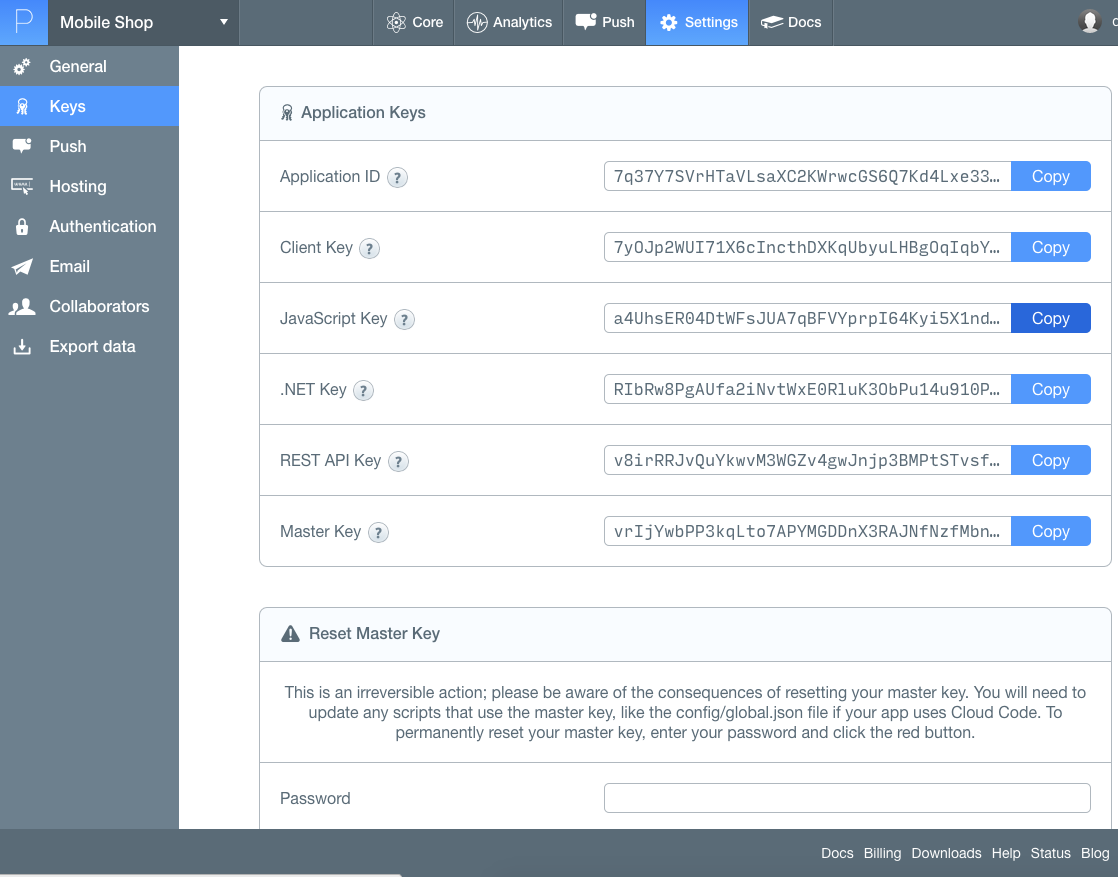 Mobile Shop
Core
Analytics
Push
Settings
Docs
General
Keys
Push
Hosting
Authentication
Email
Collaborators
Export data
Application Keys
Application ID ? 7q37Y7SVrHTaVLsaXC2KWrwcGS6Q7Kd4Lxe33… Copy
Client Key ? 7yOJp2WUI71X6cIncthDXKqUbyuLHBgOqIqbY… Copy
JavaScript Key ? a4UhsER04DtWFsJUA7qBFVYprpI64Kyi5X1nd… Copy
.NET Key ? RIbRw8PgAUfa2iNvtWxE0RluK3ObPu14u910P… Copy
REST API Key ? v8irRRJvQuYkwvM3WGZv4gwJnjp3BMPtSTvsf… Copy
Master Key ? vrIjYwbPP3kqLto7APYMGDDnX3RAJNfNzfMbn… Copy
Reset Master Key
This is an irreversible action; please be aware of the consequences of resetting your master key. You will need to
update any scripts that use the master key, like the config/global.json file if your app uses Cloud Code. To
permanently reset your master key, enter your password and click the red button.
Password
Docs Billing Downloads Help Status Blog